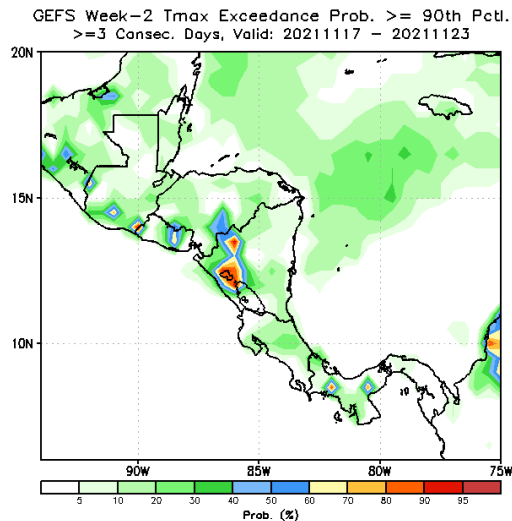 GEFS Week-2 Tmax Exceedance Prob. >= 90th Pctl.
>=3 Cansec. Days, Valid: 20211117 - 20211123
20N
15N
10N
90W 85W 80W 75W
5 10 20 30 40 50 60 70 80 90 95
Prob. (%)